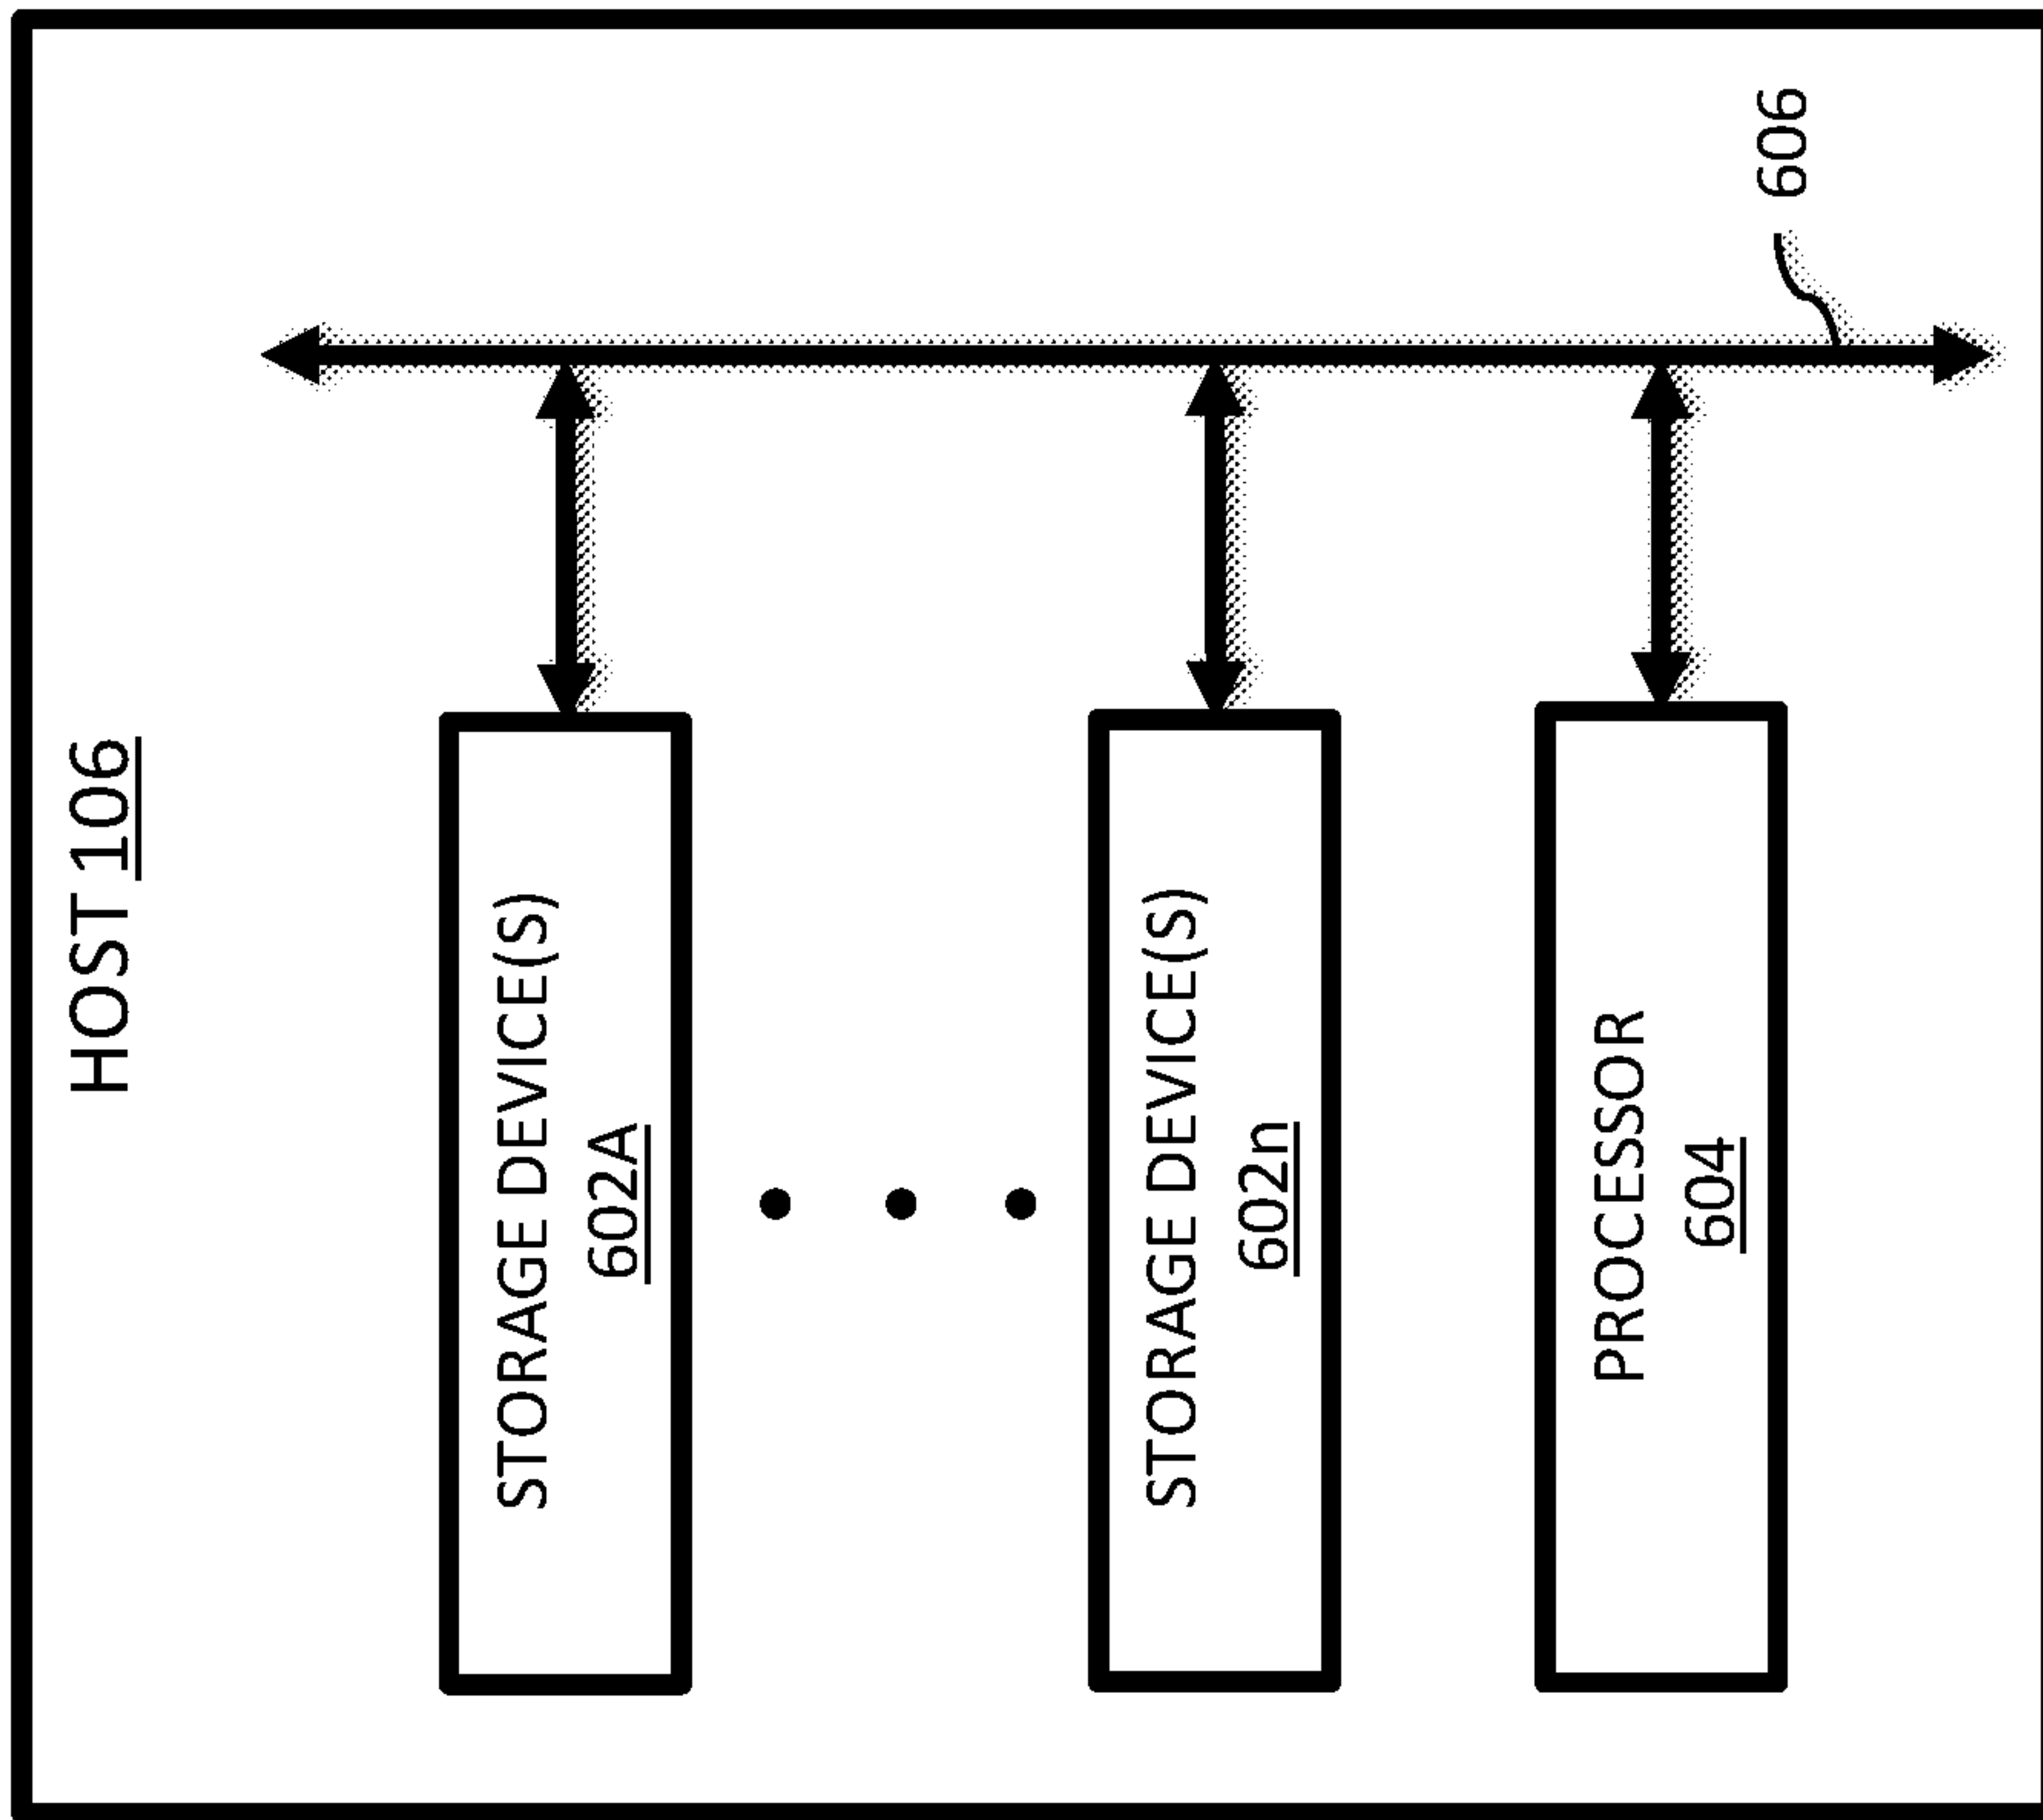 HOST 106
STORAGE DEVICE(S)
602A
STORAGE DEVICE(S)
602n
PROCESSOR
604
606